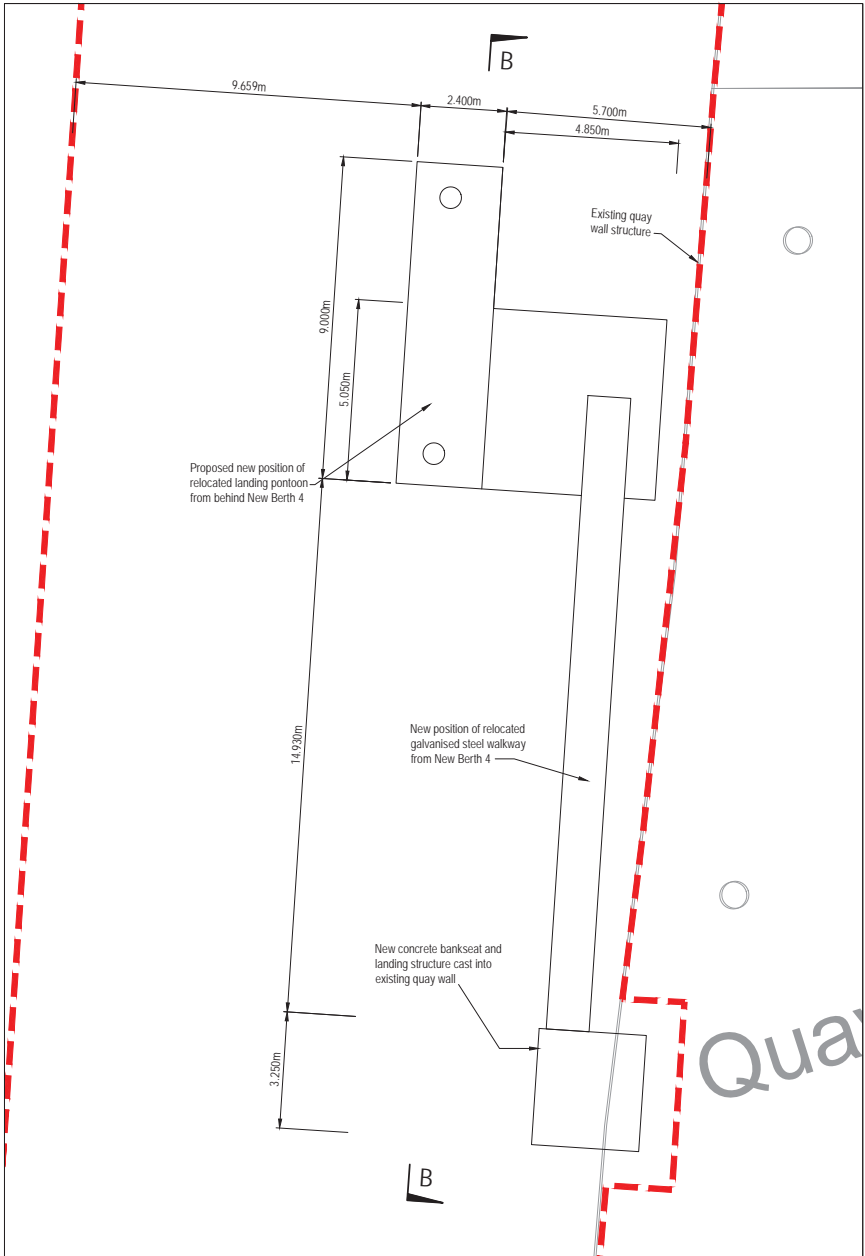 B
9.659m
2.400m
5.700m
4.850m
Existing quay
wall structure
9.000m
5.050m
Proposed new position of
relocated landing pontoon
from behind New Berth 4
14.930m
New position of relocated
galvanised steel walkway
from New Berth 4
New concrete bankseat and
landing structure cast into
existing quay wall
Quay
3.250m
B